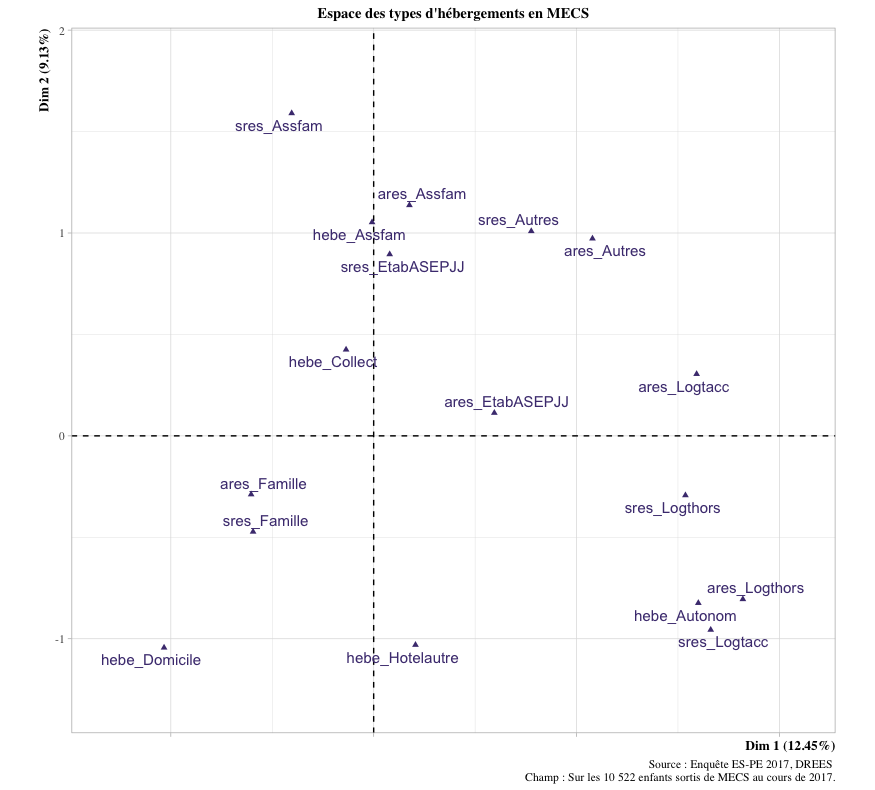 Espace des types d'hébergements en MECS
Dim 2 (9.13%)
2
sres_Assfam
ares_Assfam
hebe_Assfam
sres_Autres
1
ares_Autres
sres_EtabASEPJJ
hebe_Collect
ares_Logtacc
ares_EtabASEPJJ
0
ares_Famille
sres_Logthors
sres_Famille
ares_Logthors
hebe_Autonom
-1
sres_Logtacc
hebe_Domicile
hebe_Hotelautre
Dim 1 (12.45%)
Source : Enquête ES-PE 2017, DREES
Champ : Sur les 10 522 enfants sortis de MECS au cours de 2017.